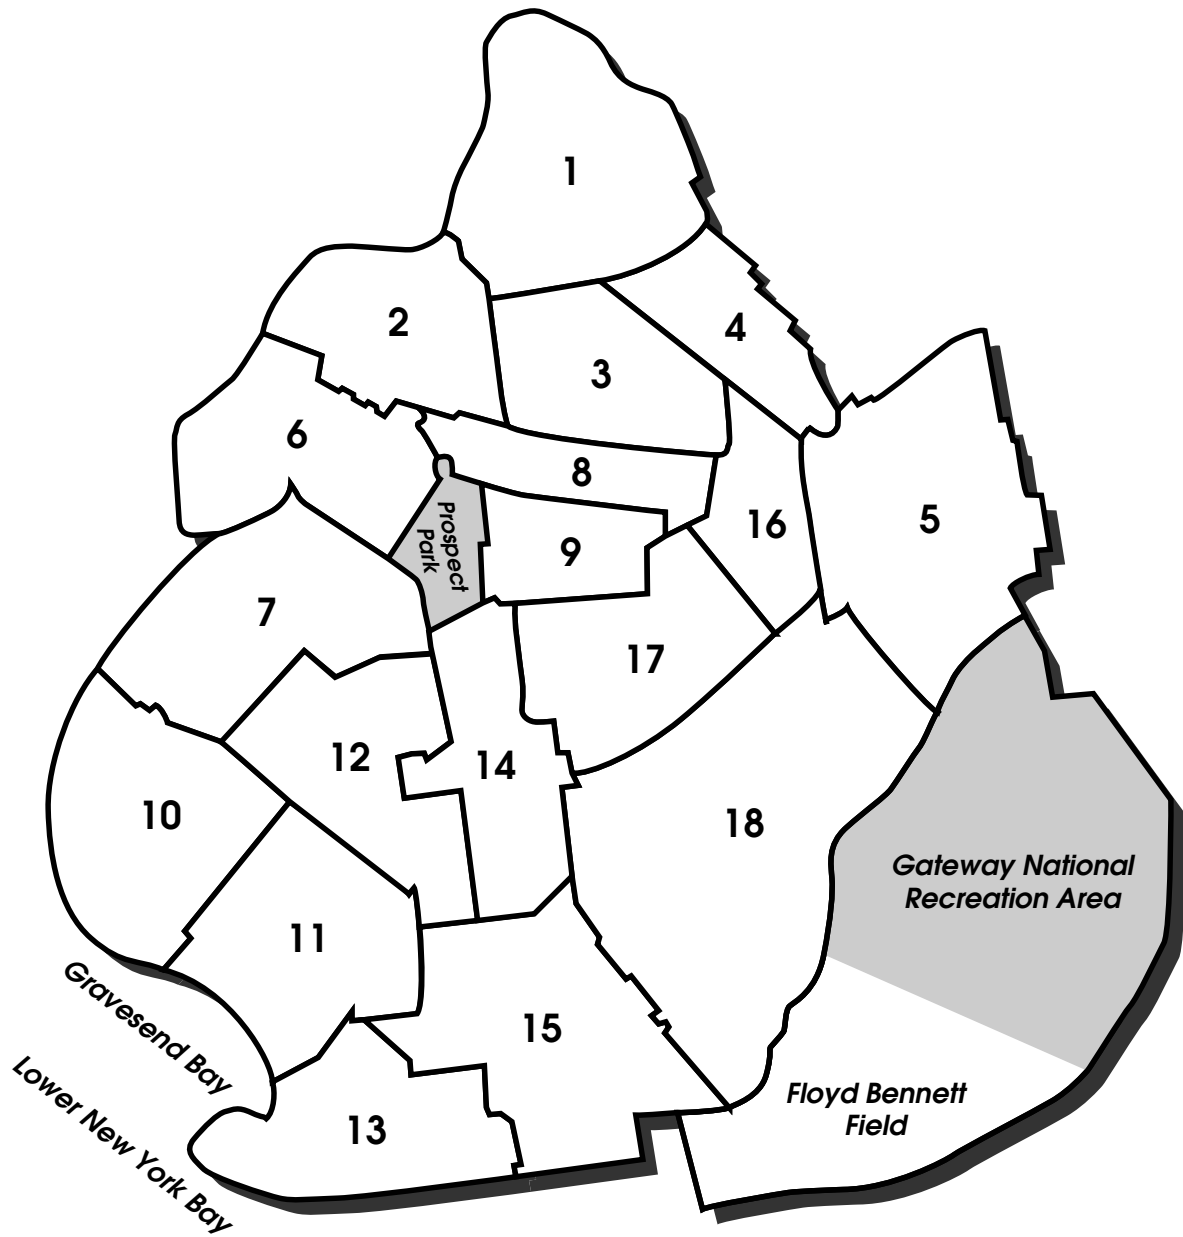 1
2
4
3
6
8
Prospect
Park
5
16
9
7
17
12
14
10
18
Gateway National
Recreation Area
11
Gravesend Bay
15
Lower New York Bay
13
Floyd Bennett
Field